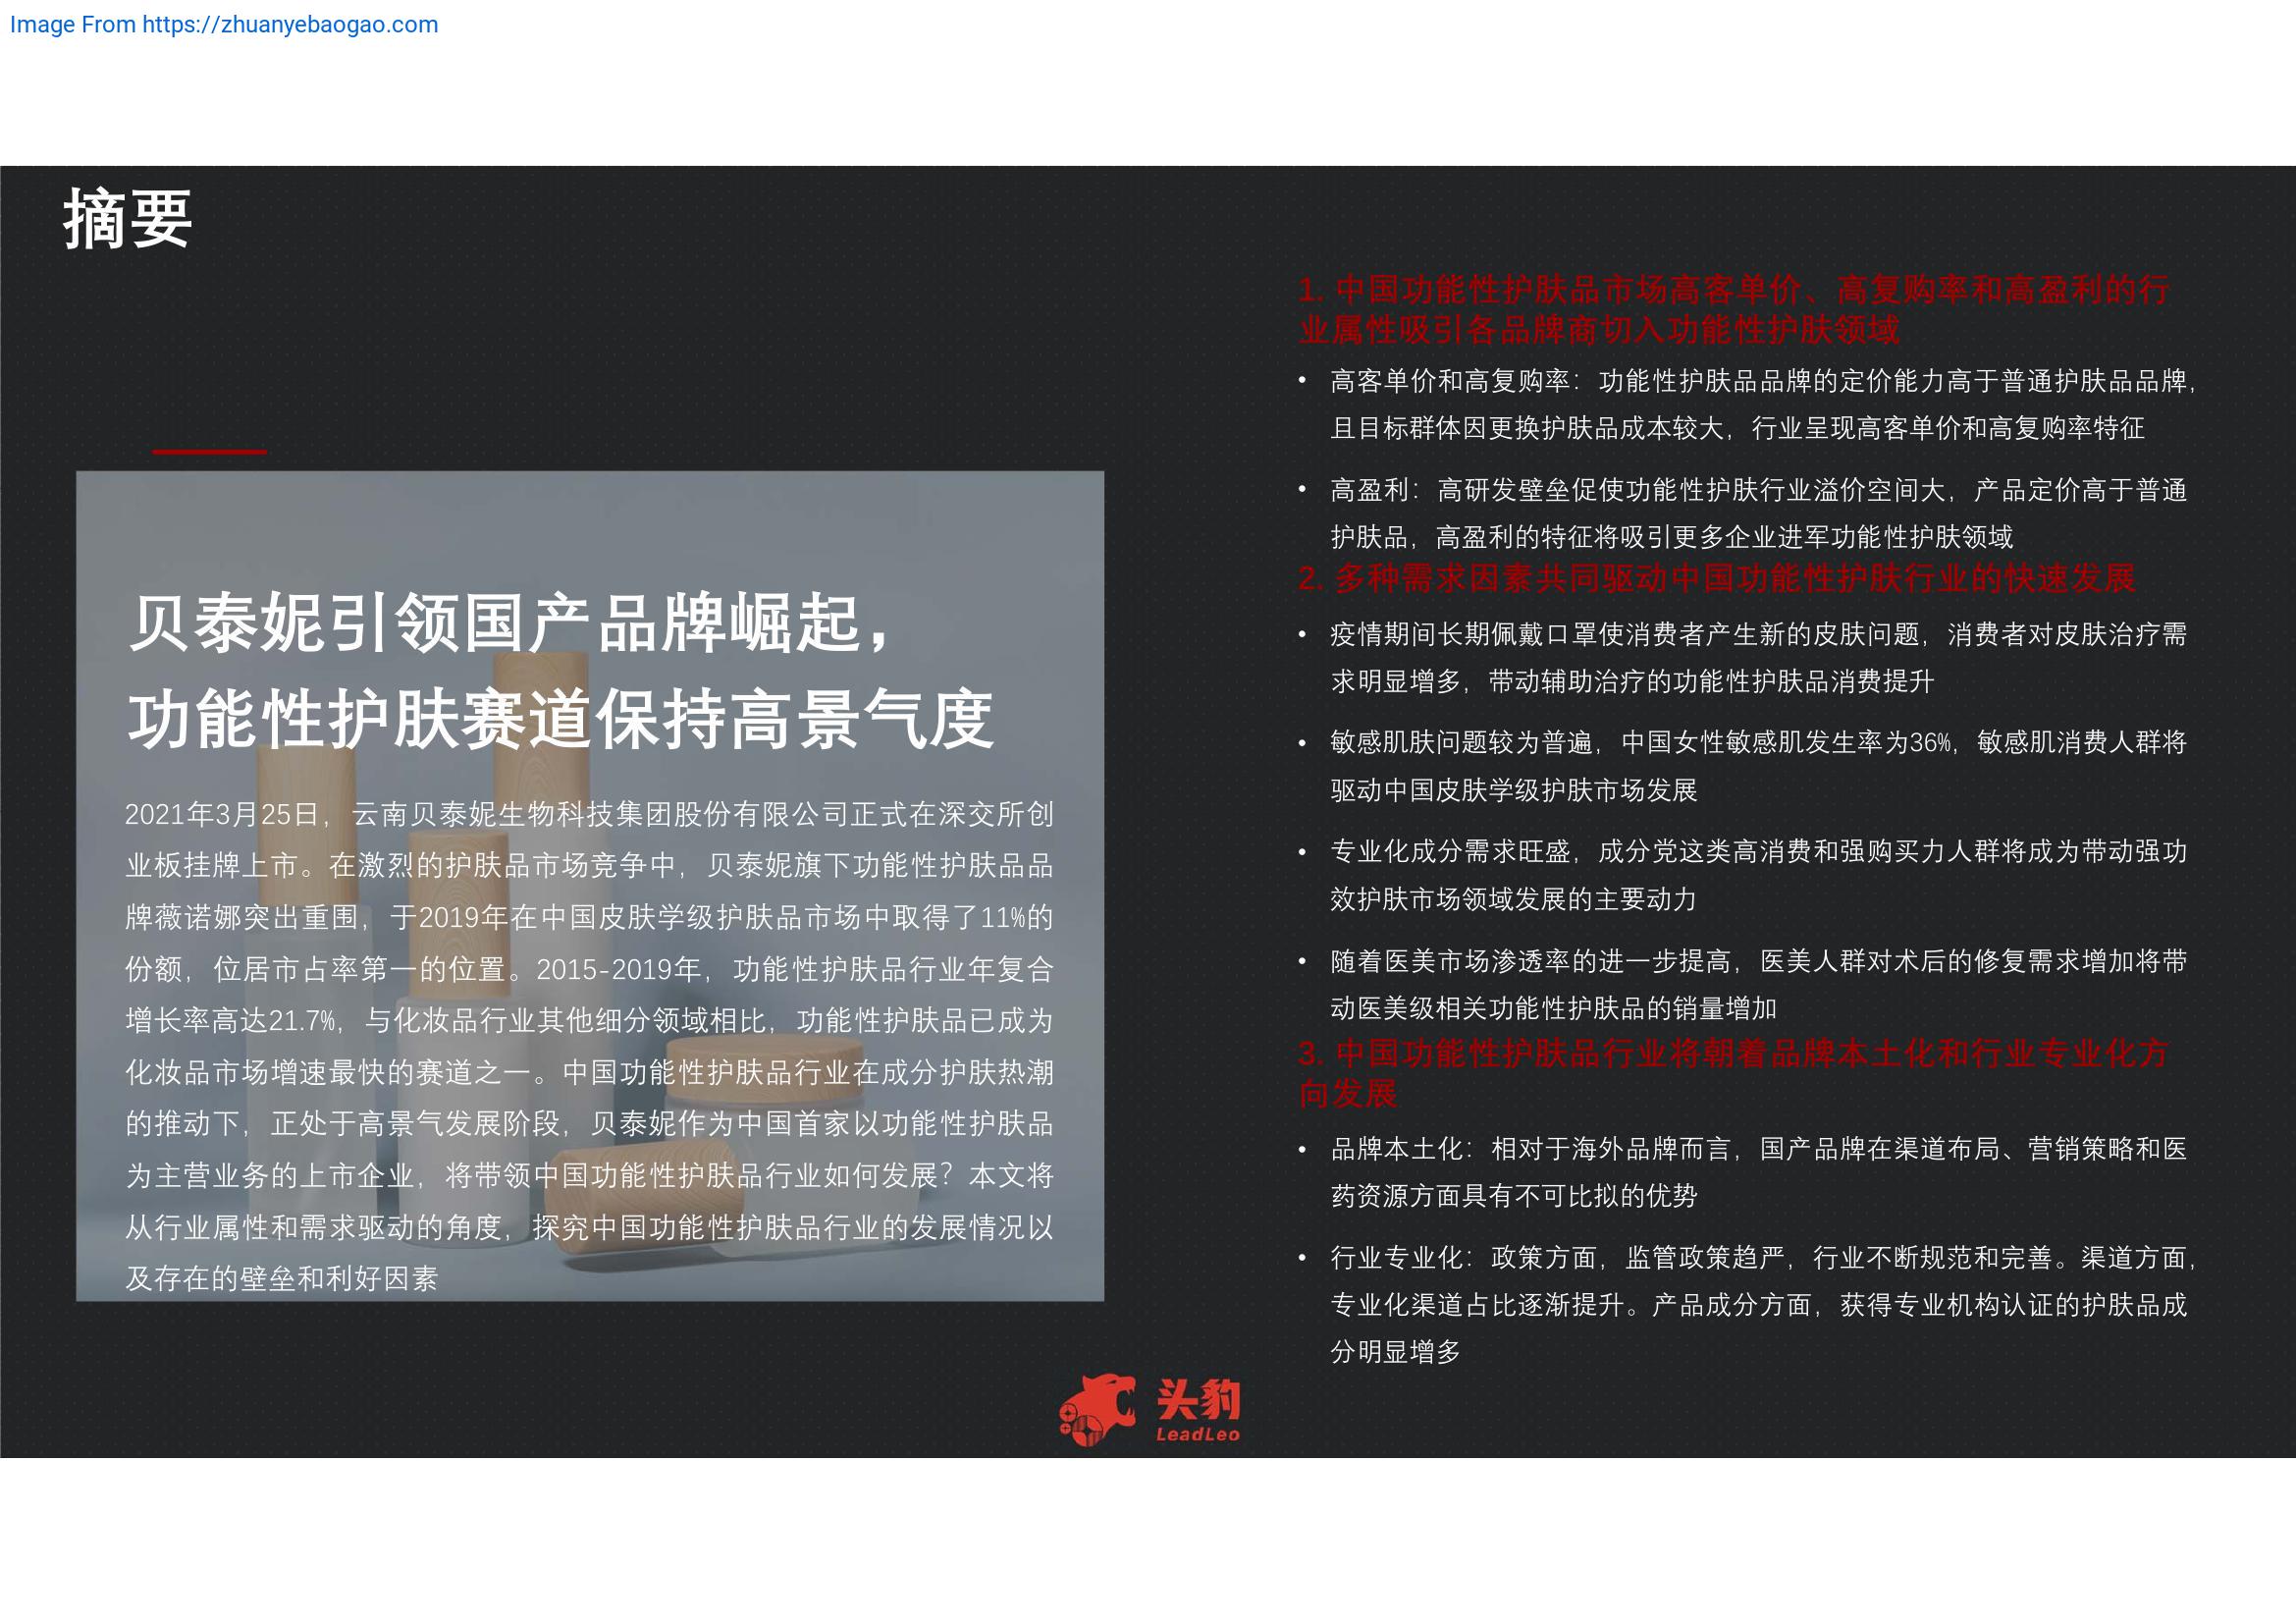 Image From https://zhuanyebaogao.com
摘要
贝泰妮引领国产品牌崛起，
功能性护肤赛道保持高景气度
2021年3月25日，云南贝泰妮生物科技集团股份有限公司正式在深交所创
业板挂牌上市。在激烈的护肤品市场竞争中，贝泰妮旗下功能性护肤品品
牌薇诺娜突出重围，于2019年在中国皮肤学级护肤品市场中取得了11%的
份额，位居市占率第一的位置。2015-2019年，功能性护肤品行业年复合
增长率高达21.7%，与化妆品行业其他细分领域相比，功能性护肤品已成为
化妆品市场增速最快的赛道之一。中国功能性护肤品行业在成分护肤热潮
的推动下，正处于高景气发展阶段，贝泰妮作为中国首家以功能性护肤品
为主营业务的上市企业，将带领中国功能性护肤品行业如何发展？本文将
从行业属性和需求驱动的角度，探究中国功能性护肤品行业的发展情况以
及存在的壁垒和利好因素
1. 中国功能性护肤品市场高客单价、高复购率和高盈利的行
业属性吸引各品牌商切入功能性护肤领域
• 高客单价和高复购率：功能性护肤品品牌的定价能力高于普通护肤品品牌，
且目标群体因更换护肤品成本较大，行业呈现高客单价和高复购率特征
• 高盈利：高研发壁垒促使功能性护肤行业溢价空间大，产品定价高于普通
护肤品，高盈利的特征将吸引更多企业进军功能性护肤领域
2. 多种需求因素共同驱动中国功能性护肤行业的快速发展
• 疫情期间长期佩戴口罩使消费者产生新的皮肤问题，消费者对皮肤治疗需
求明显增多，带动辅助治疗的功能性护肤品消费提升
• 敏感肌肤问题较为普遍，中国女性敏感肌发生率为36%，敏感肌消费人群将
驱动中国皮肤学级护肤市场发展
• 专业化成分需求旺盛，成分党这类高消费和强购买力人群将成为带动强功
效护肤市场领域发展的主要动力
• 随着医美市场渗透率的进一步提高，医美人群对术后的修复需求增加将带
动医美级相关功能性护肤品的销量增加
3. 中国功能性护肤品行业将朝着品牌本土化和行业专业化方
向发展
• 品牌本土化：相对于海外品牌而言，国产品牌在渠道布局、营销策略和医
药资源方面具有不可比拟的优势
• 行业专业化：政策方面，监管政策趋严，行业不断规范和完善。渠道方面，
专业化渠道占比逐渐提升。产品成分方面，获得专业机构认证的护肤品成
分明显增多
头豹
LeadLeo